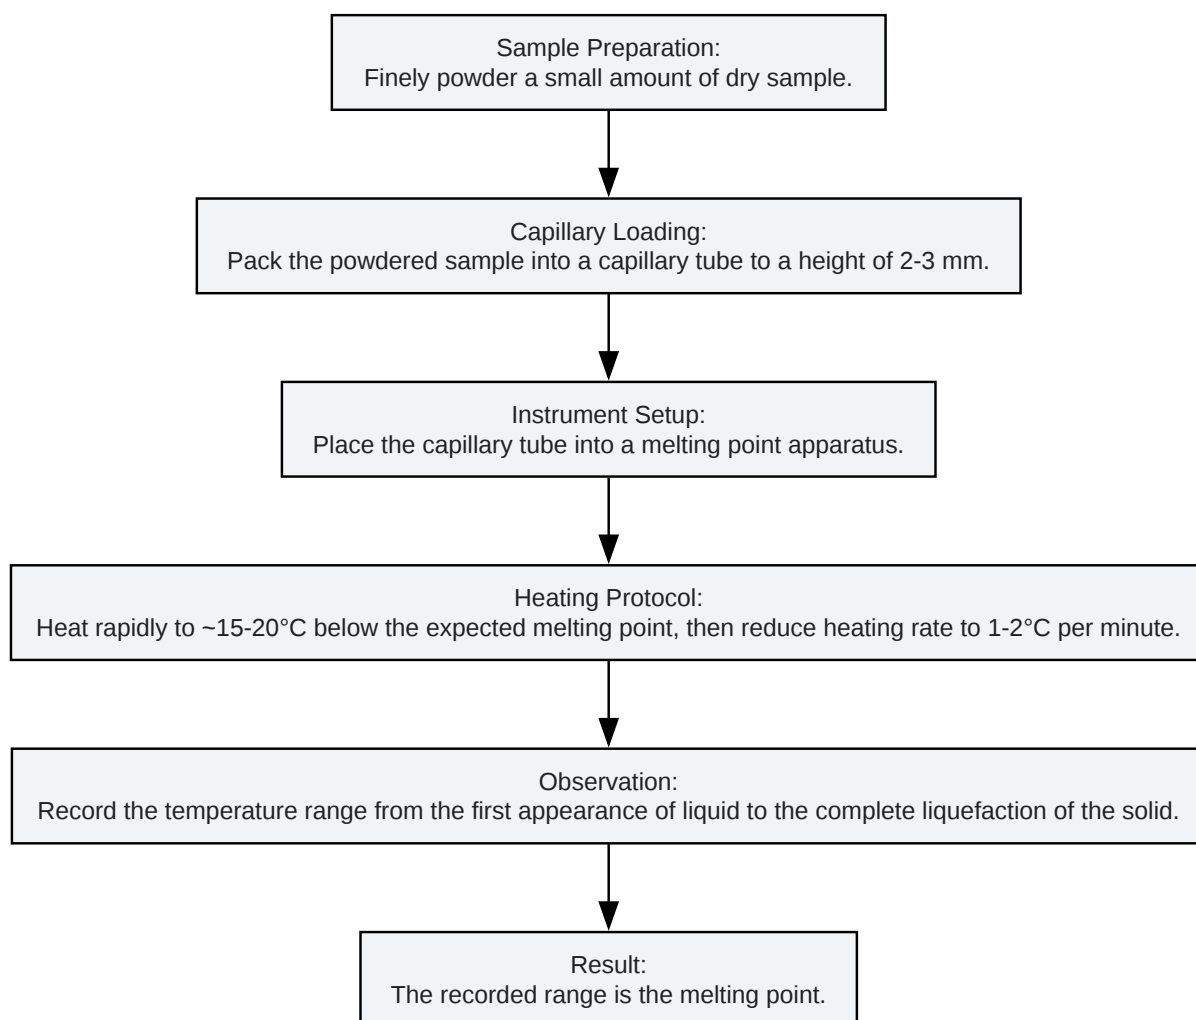 Sample Preparation:
Finely powder a small amount of dry sample.
Capillary Loading:
Pack the powdered sample into a capillary tube to a height of 2-3 mm.
Instrument Setup:
Place the capillary tube into a melting point apparatus.
Heating Protocol:
Heat rapidly to ~15-20°C below the expected melting point, then reduce heating rate to 1-2°C per minute.
Observation:
Record the temperature range from the first appearance of liquid to the complete liquefaction of the solid.
Result:
The recorded range is the melting point.